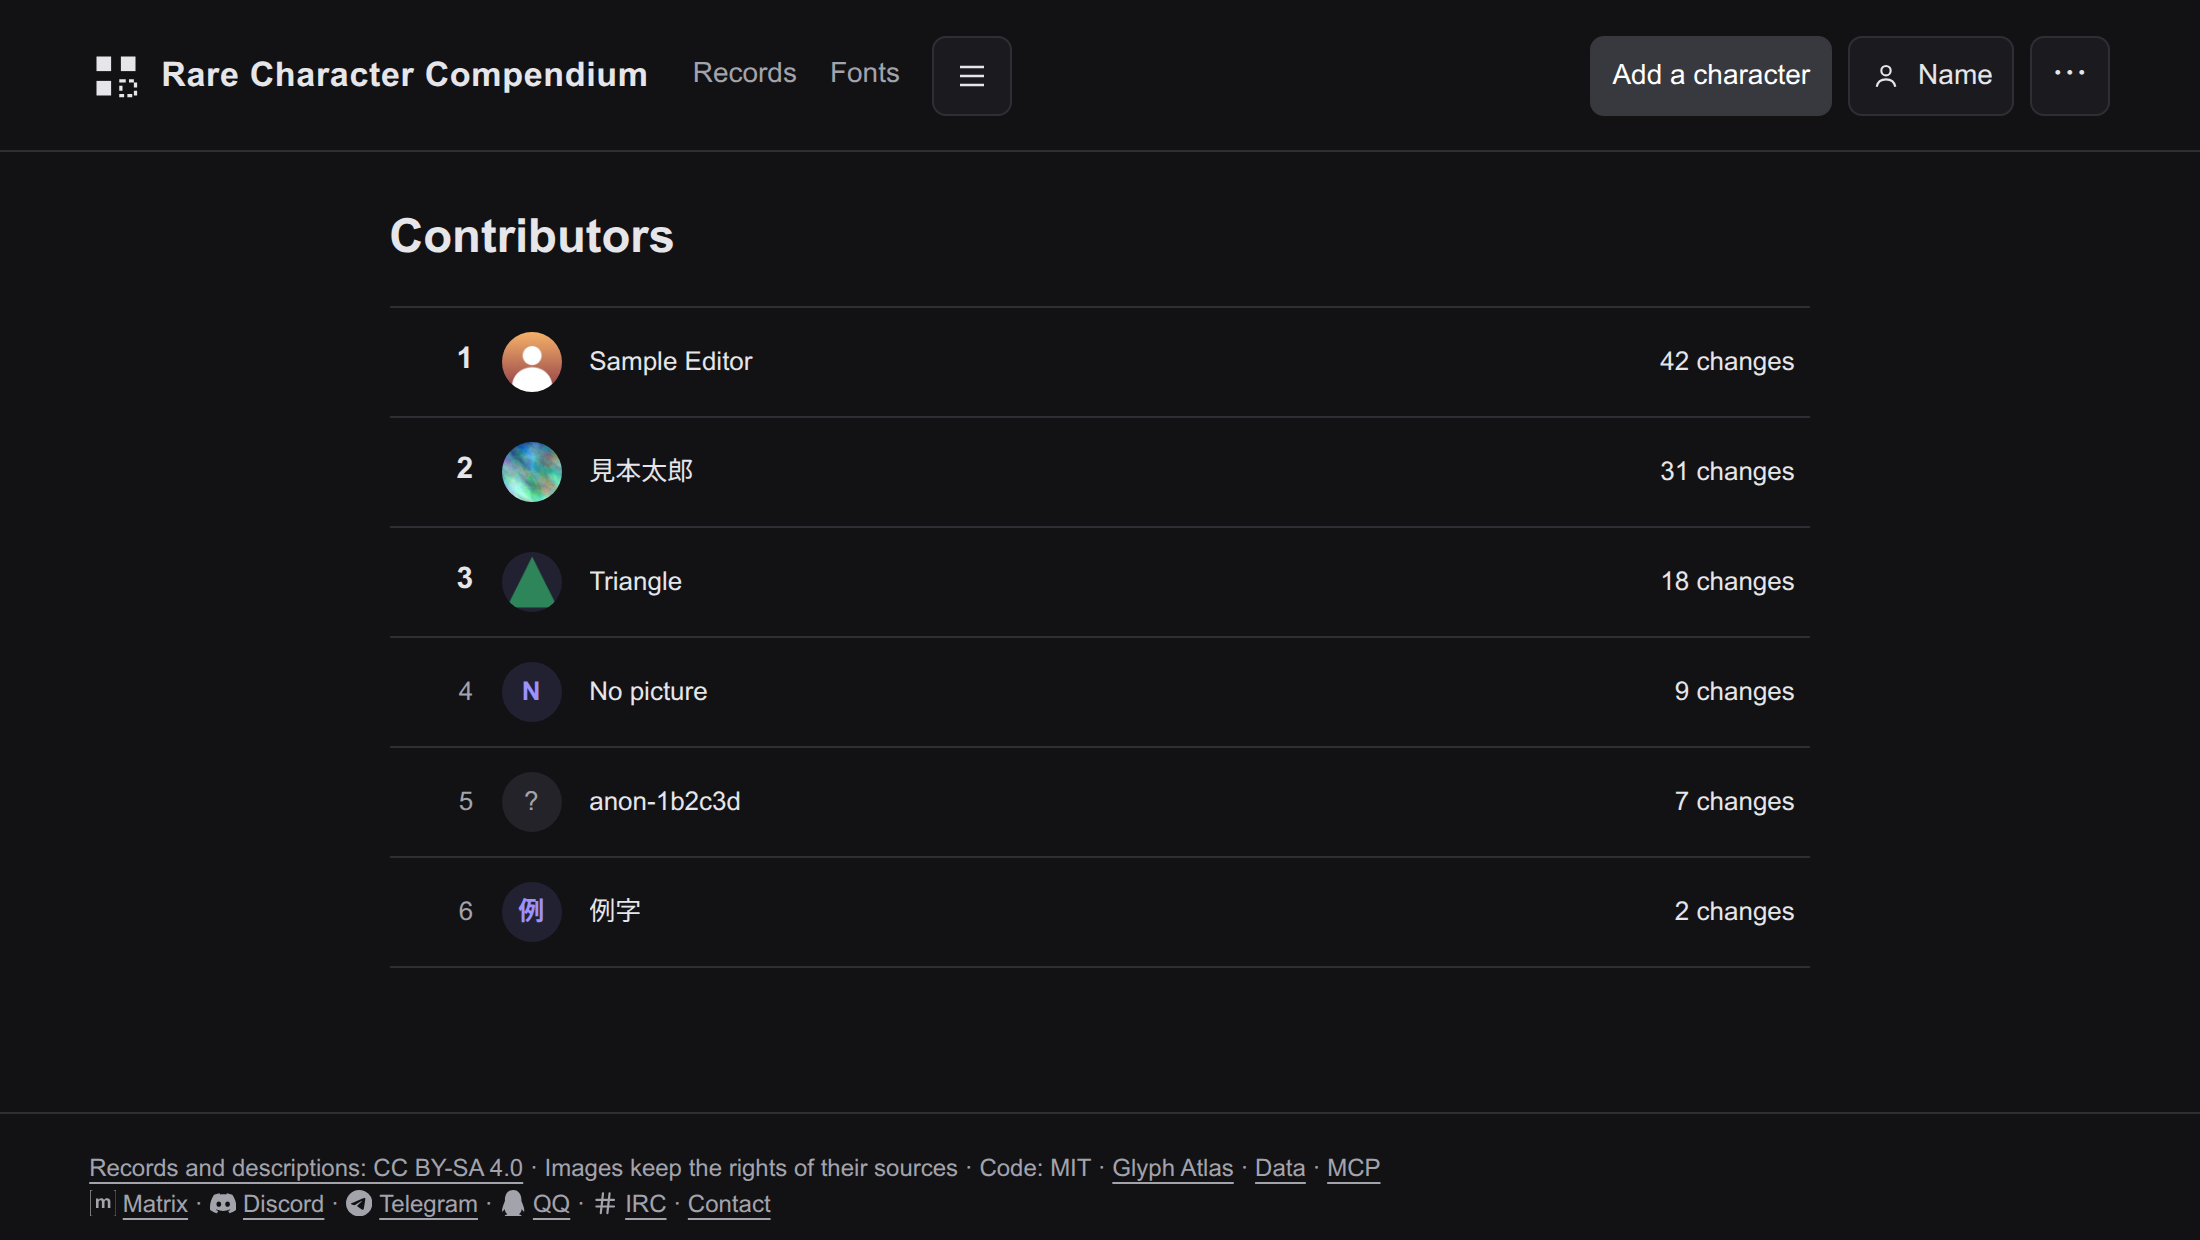 Rare Character Compendium Records Fonts Add a character Name ...
Contributors
1 Sample Editor 42 changes
2 見本太郎 31 changes
3 Triangle 18 changes
4 N No picture 9 changes
5 ? anon-1b2c3d 7 changes
6 例 例字 2 changes
Records and descriptions: CC BY-SA 4.0 · Images keep the rights of their sources · Code: MIT · Glyph Atlas · Data · MCP
[m] Matrix · Discord · Telegram · QQ · # IRC · Contact